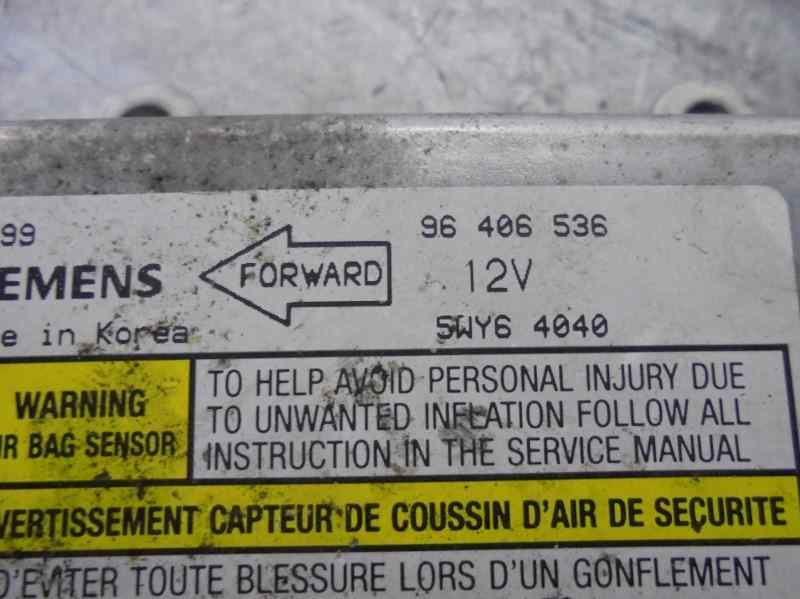 99 96 406 536
EMENS FORWARD 12V
e in Korea 5WY6 4040
WARNING
R BAG SENSOR
TO HELP AVOID PERSONAL INJURY DUE
TO UNWANTED INFLATION FOLLOW ALL
INSTRUCTION IN THE SERVICE MANUAL
VERTISSEMENT CAPTEUR DE COUSSIN D'AIR DE SECURITE
D'EVITER TOUTE BLESSURE LORS D'UN GONFLEMENT